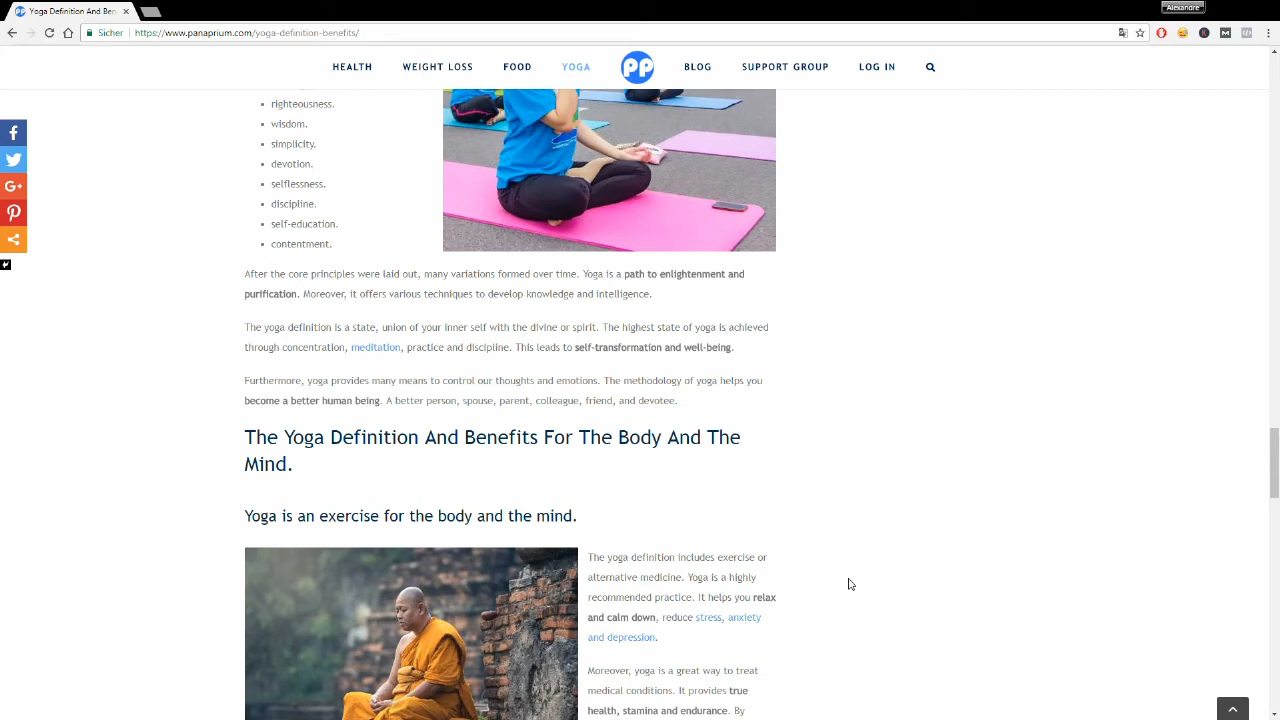 Alexandre
Yoga Definition And Ben
Sicher
https://www.panaprium.com/yoga-definition-benefits/
HEALTH WEIGHT LOSS FOOD YOGA PP BLOG SUPPORT GROUP LOG IN
righteousness.
wisdom.
simplicity.
devotion.
selflessness.
discipline.
self-education.
contentment.
After the core principles were laid out, many variations formed over time. Yoga is a path to enlightenment and
purification. Moreover, it offers various techniques to develop knowledge and intelligence.
The yoga definition is a state, union of your inner self with the divine or spirit. The highest state of yoga is achieved
through concentration, meditation, practice and discipline. This leads to self-transformation and well-being.
Furthermore, yoga provides many means to control our thoughts and emotions. The methodology of yoga helps you
become a better human being. A better person, spouse, parent, colleague, friend, and devotee.
The Yoga Definition And Benefits For The Body And The
Mind.
Yoga is an exercise for the body and the mind.
The yoga definition includes exercise or
alternative medicine. Yoga is a highly
recommended practice. It helps you relax
and calm down, reduce stress, anxiety
and depression.
Moreover, yoga is a great way to treat
medical conditions. It provides true
health, stamina and endurance. By